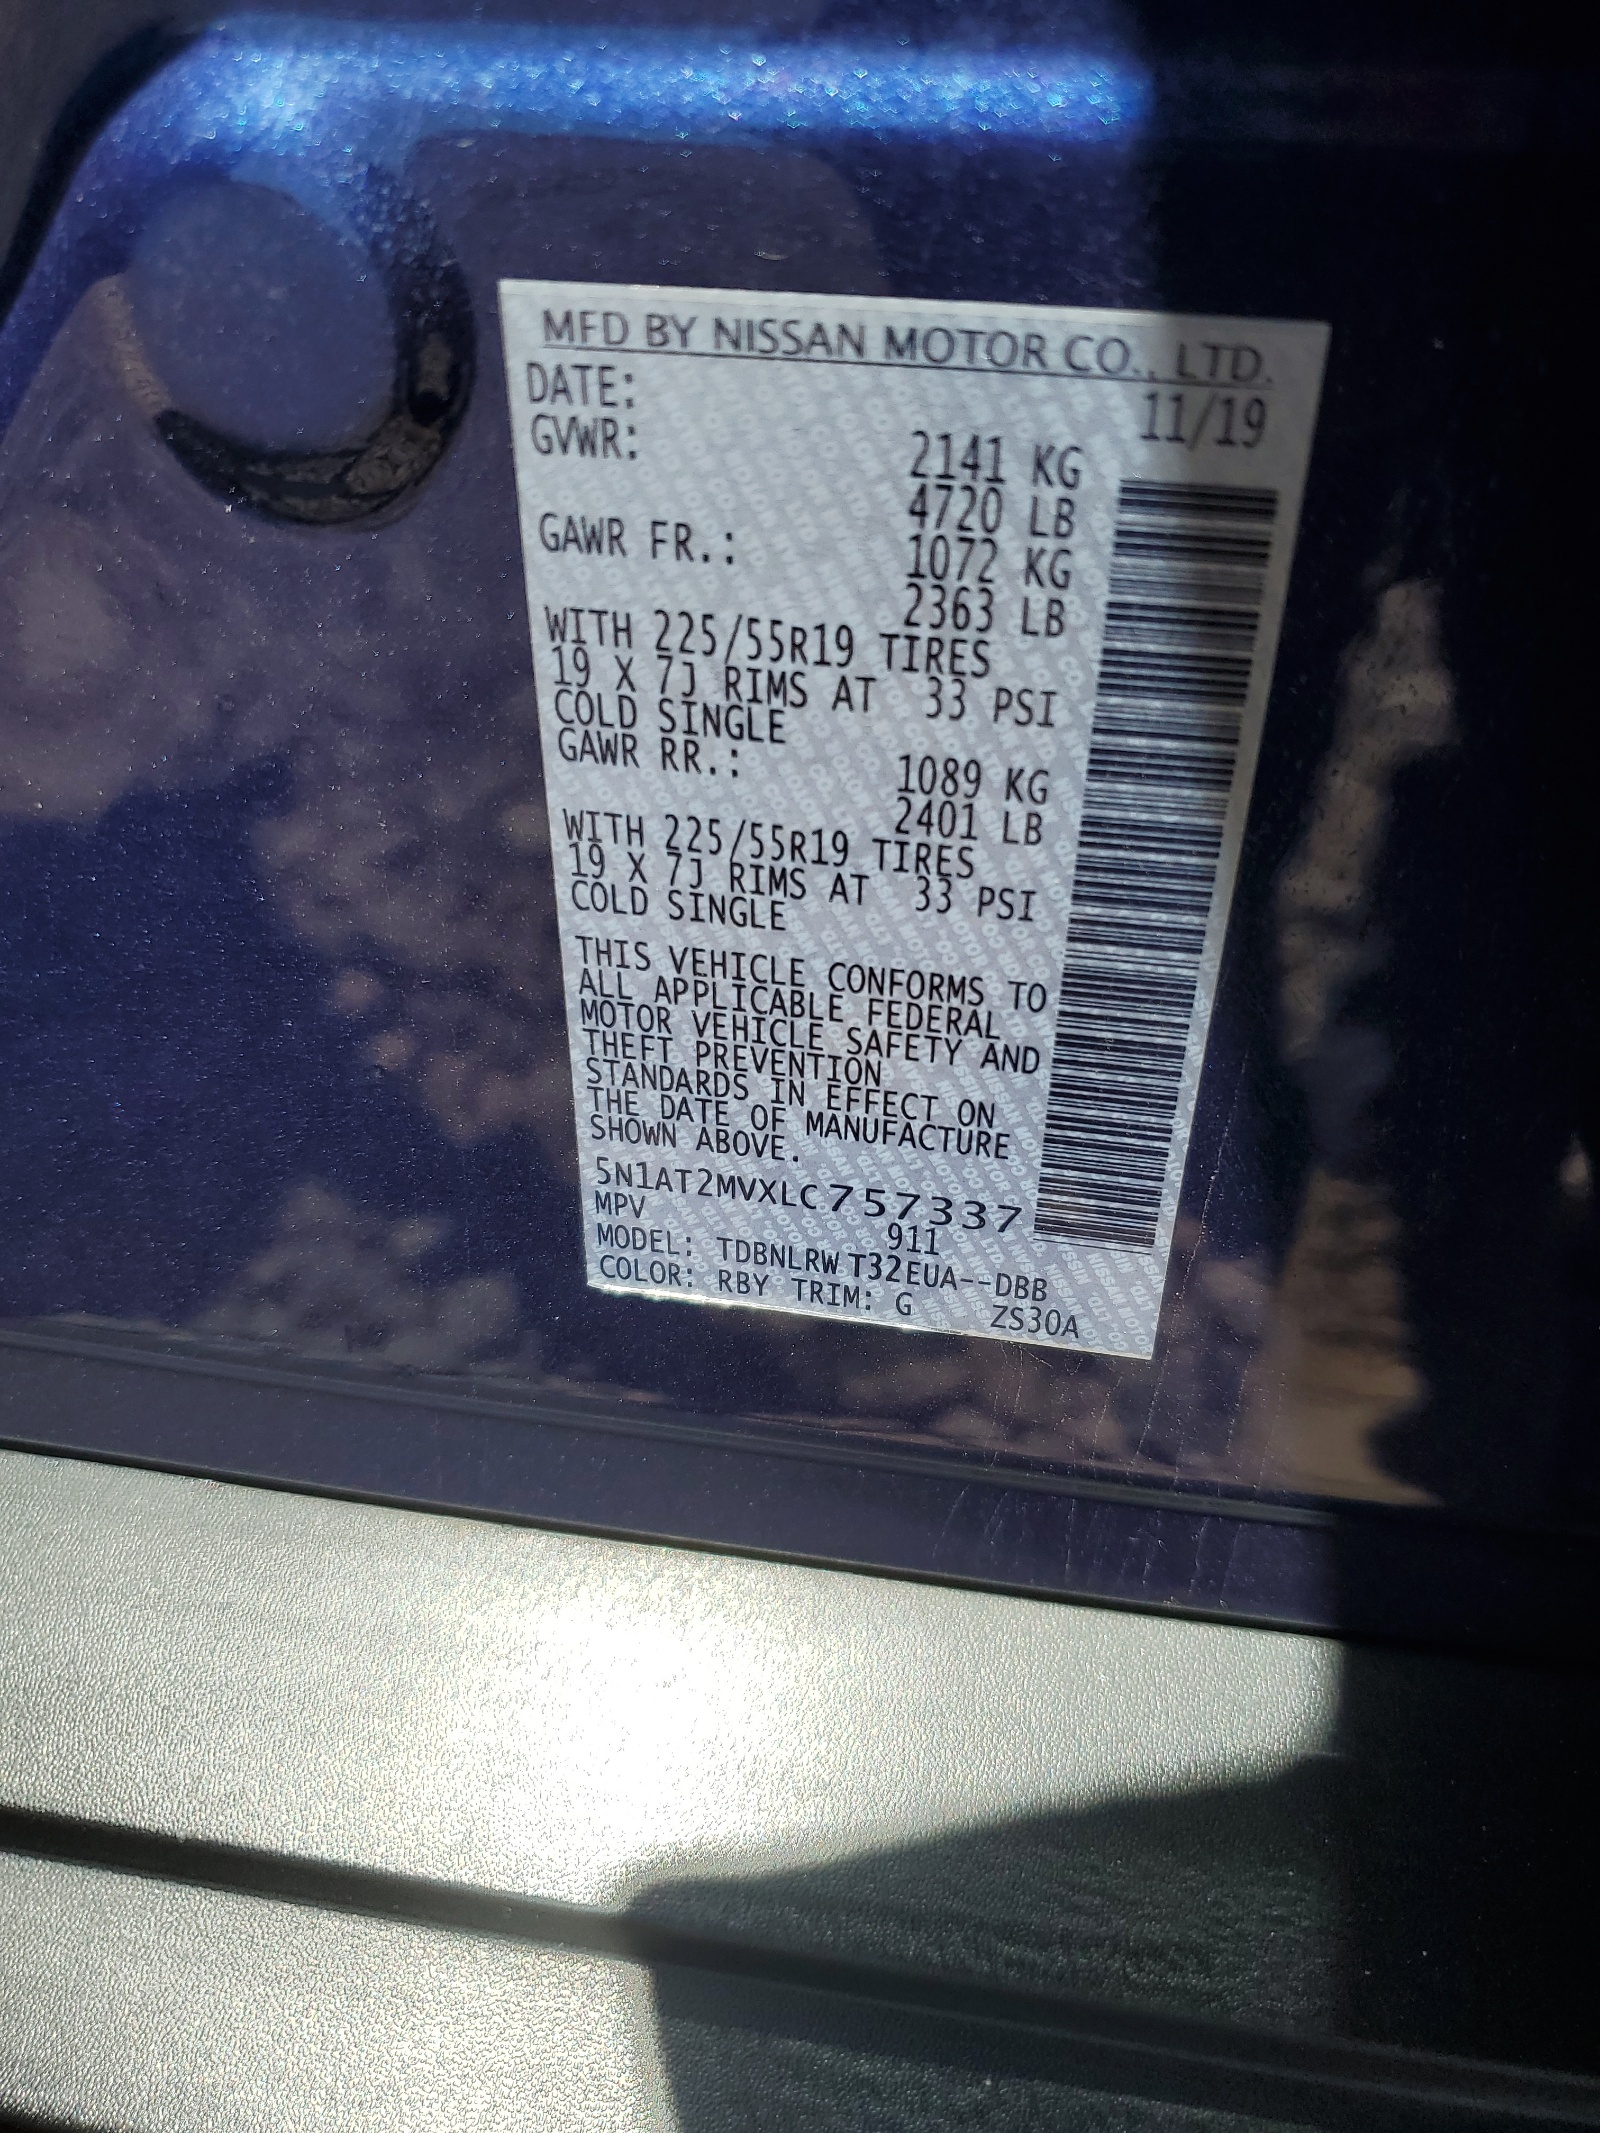 MFD BY NISSAN MOTOR CO., LTD.
DATE: 11/19
GVWR: 2141 KG
4720 LB
GAWR FR.: 1072 KG
2363 LB
WITH 225/55R19 TIRES
19 X 7J RIMS AT 33 PSI
COLD SINGLE
GAWR RR.: 1089 KG
2401 LB
WITH 225/55R19 TIRES
19 X 7J RIMS AT 33 PSI
COLD SINGLE
THIS VEHICLE CONFORMS TO
ALL APPLICABLE FEDERAL
MOTOR VEHICLE SAFETY AND
THEFT PREVENTION
STANDARDS IN EFFECT ON
THE DATE OF MANUFACTURE
SHOWN ABOVE.
5N1AT2MVXLC757337
MPV 911
MODEL: TDBNLRW T32EUA--DBB
COLOR: RBY TRIM: G ZS30A